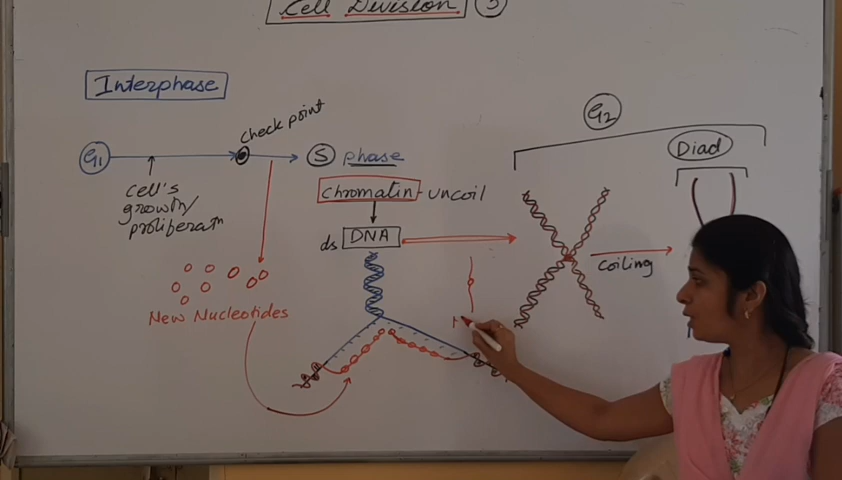 Cell Division 3
Interphase
G1
check point
S phase
cell's
growth/
proliferatn
chromatin - uncoil
ds DNA
New Nucleotides
G2
Diad
coiling